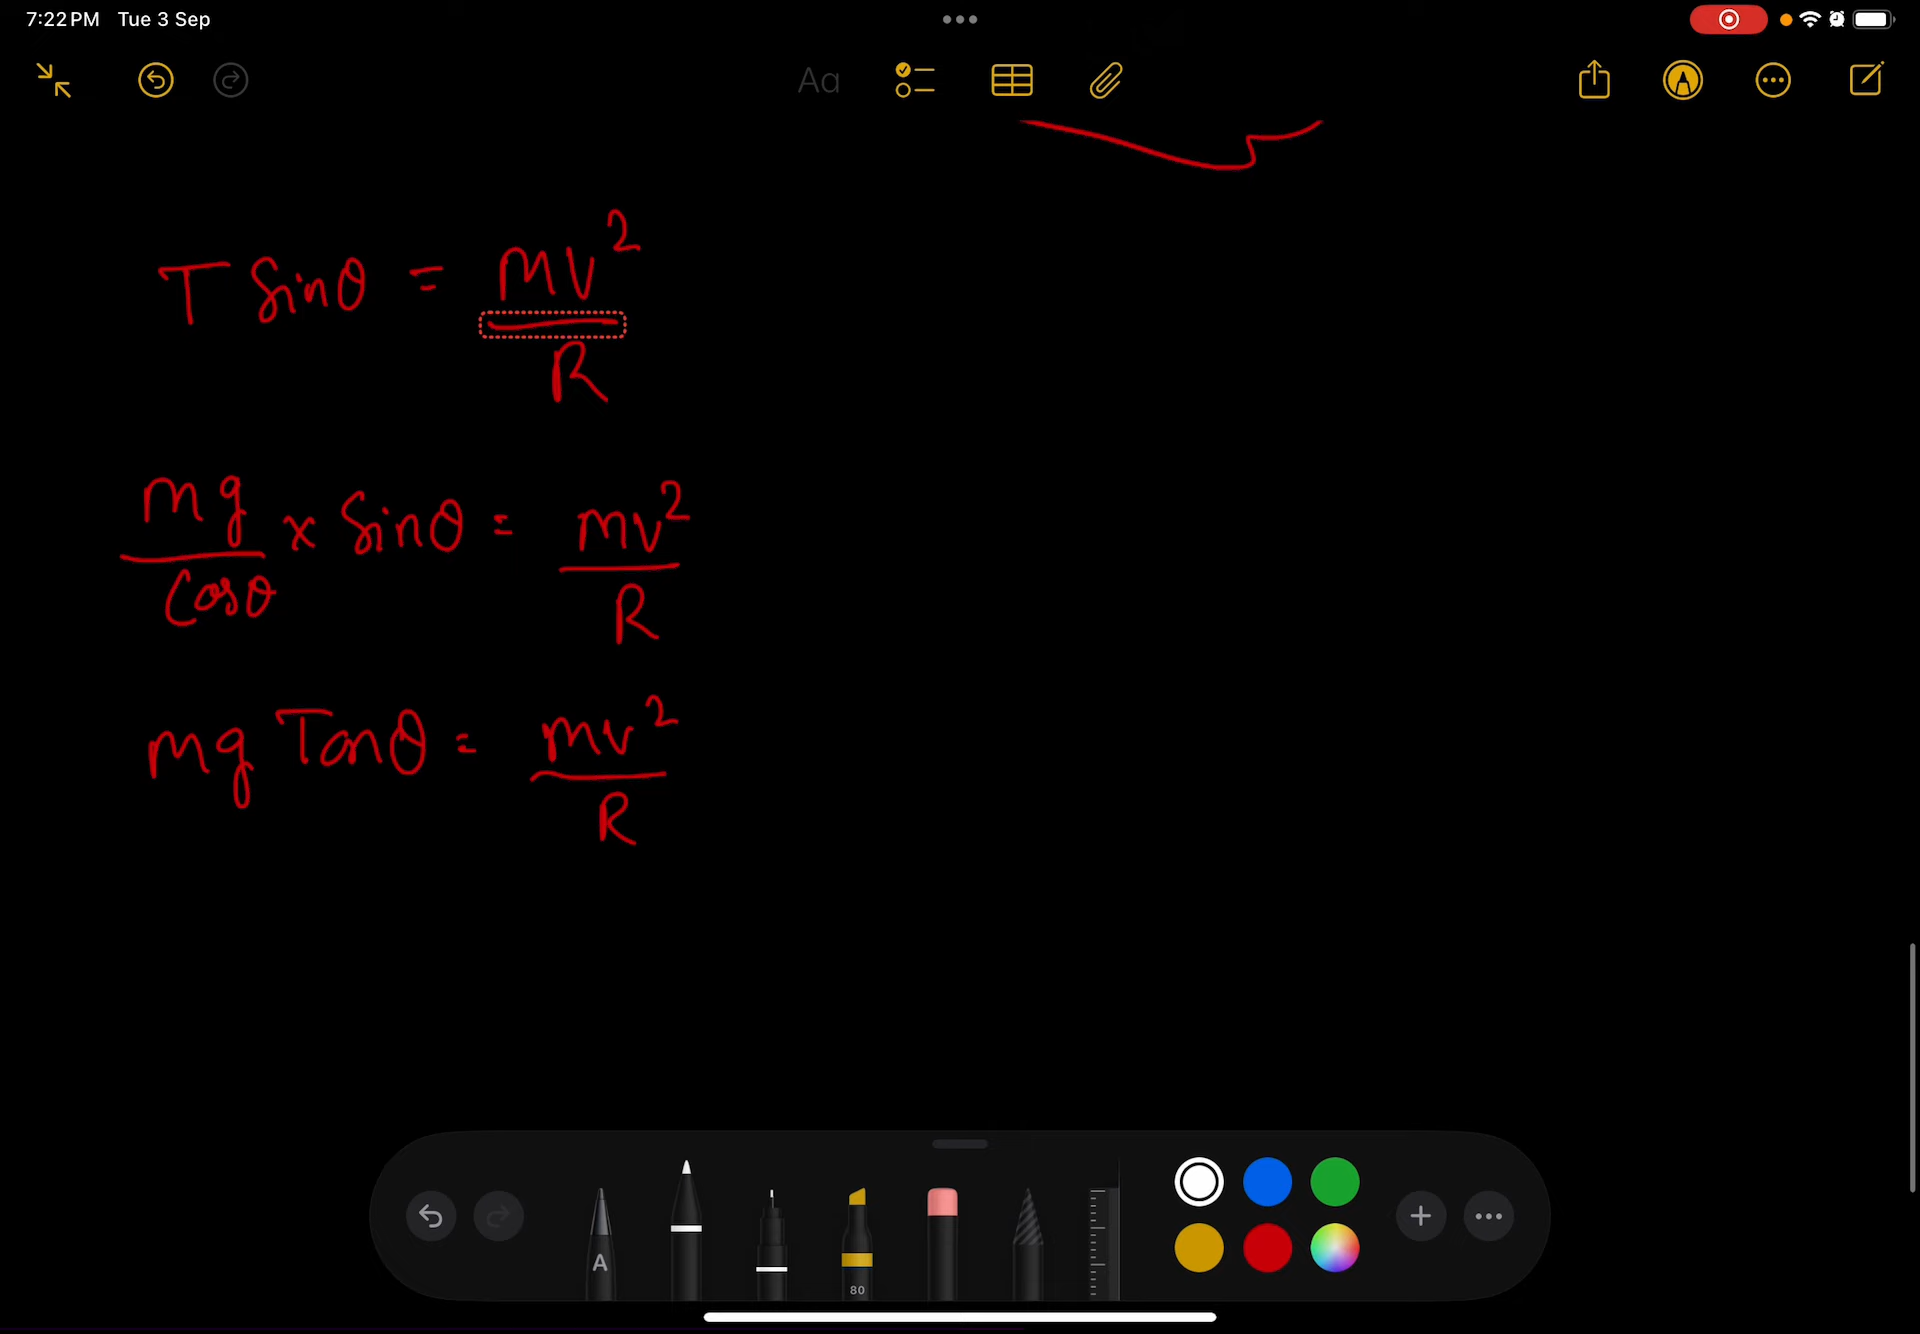 7:22 PM Tue 3 Sep
Aa
T Sinθ = mv²/R
mg/Cosθ x Sinθ = mv²/R
mg Tanθ = mv²/R
A
80